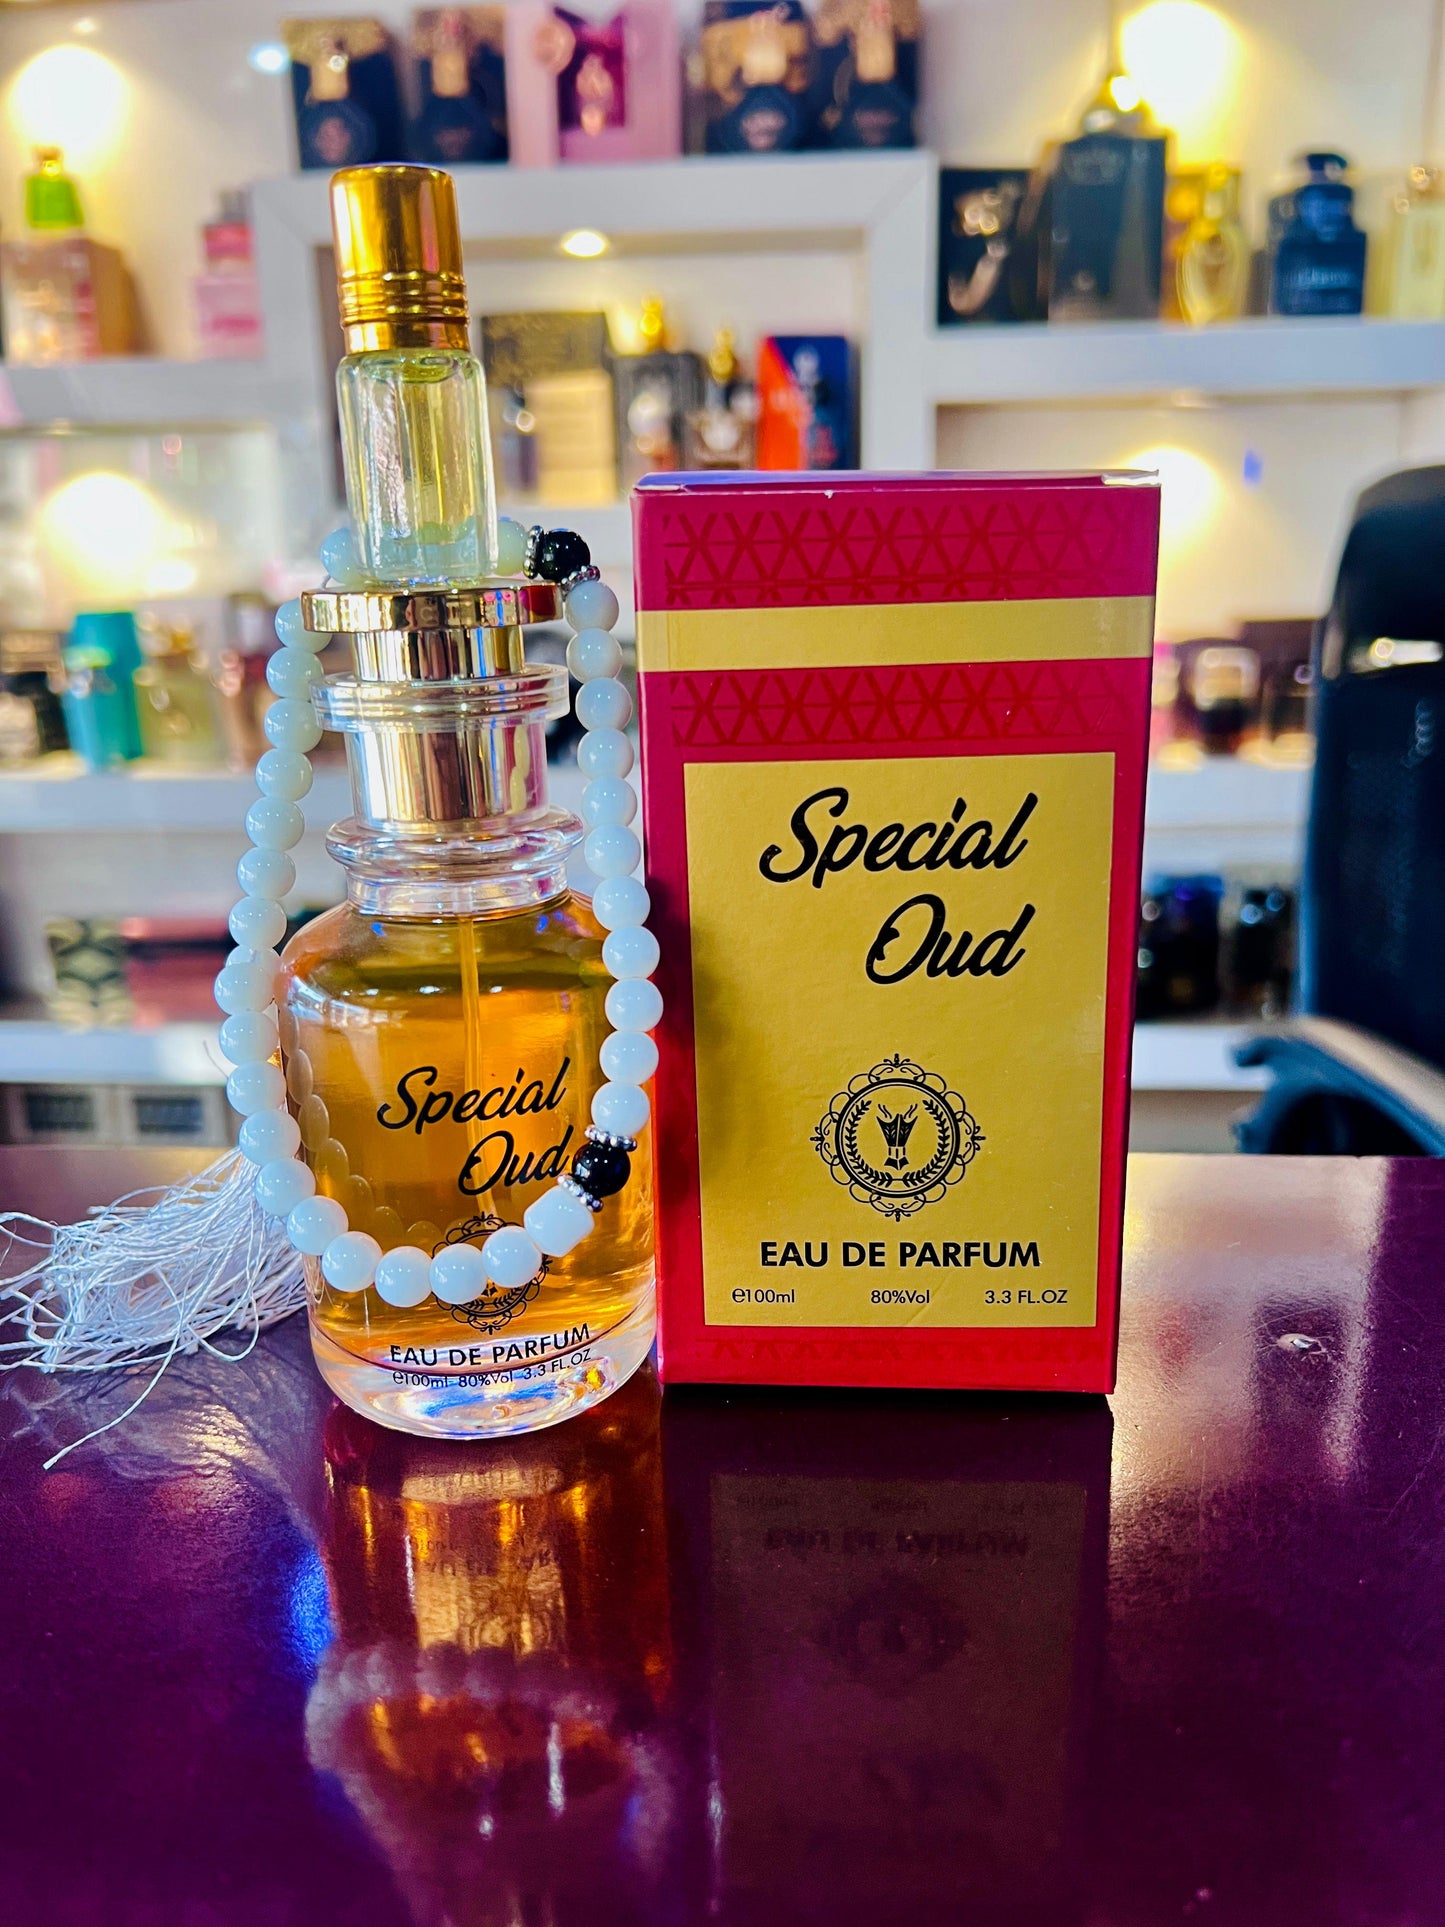 Special
Oud
EAU DE PARFUM
e100ml 80%Vol 3.3 FL.OZ
Special
Oud
EAU DE PARFUM
e100ml 80%Vol 3.3 FL.OZ